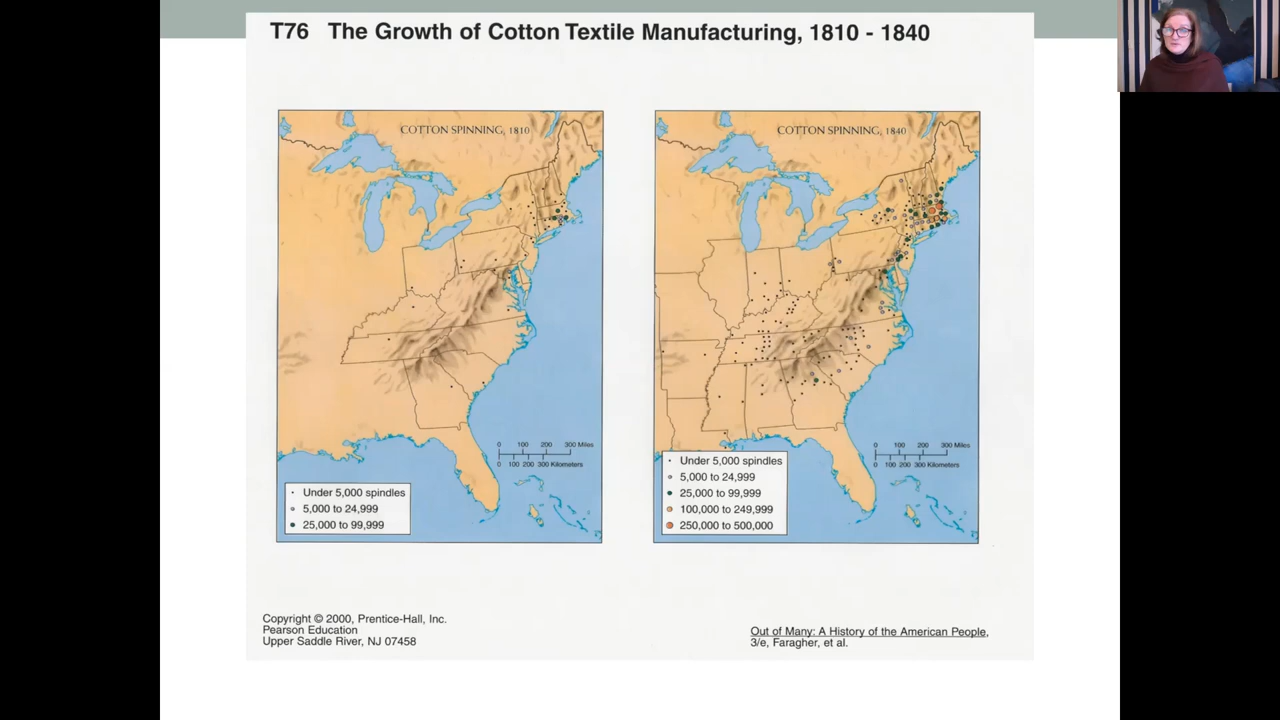 T76 The Growth of Cotton Textile Manufacturing, 1810 - 1840
COTTON SPINNING, 1810
0 100 200 300 Miles
0 100 200 300 Kilometers
Under 5,000 spindles
5,000 to 24,999
25,000 to 99,999
COTTON SPINNING, 1840
0 100 200 300 Miles
0 100 200 300 Kilometers
Under 5,000 spindles
5,000 to 24,999
25,000 to 99,999
100,000 to 249,999
250,000 to 500,000
Copyright © 2000, Prentice-Hall, Inc.
Pearson Education
Upper Saddle River, NJ 07458
Out of Many: A History of the American People,
3/e, Faragher, et al.